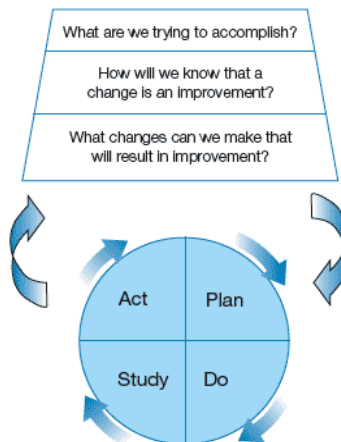 What are we trying to accomplish?
How will we know that a
change is an improvement?
What changes can we make that
will result in improvement?
Act
Plan
Study
Do